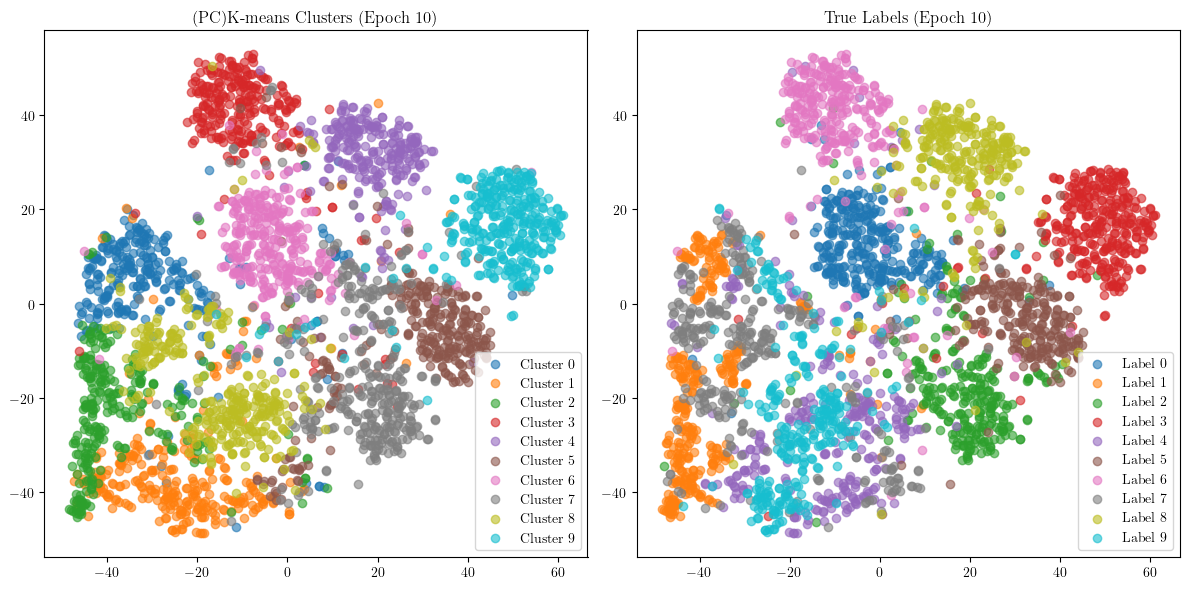 (PC)K-means Clusters (Epoch 10)
40
20
0
−20
−40
−40
−20
0
20
40
60
Cluster 0
Cluster 1
Cluster 2
Cluster 3
Cluster 4
Cluster 5
Cluster 6
Cluster 7
Cluster 8
Cluster 9
True Labels (Epoch 10)
40
20
0
−20
−40
−40
−20
0
20
40
60
Label 0
Label 1
Label 2
Label 3
Label 4
Label 5
Label 6
Label 7
Label 8
Label 9